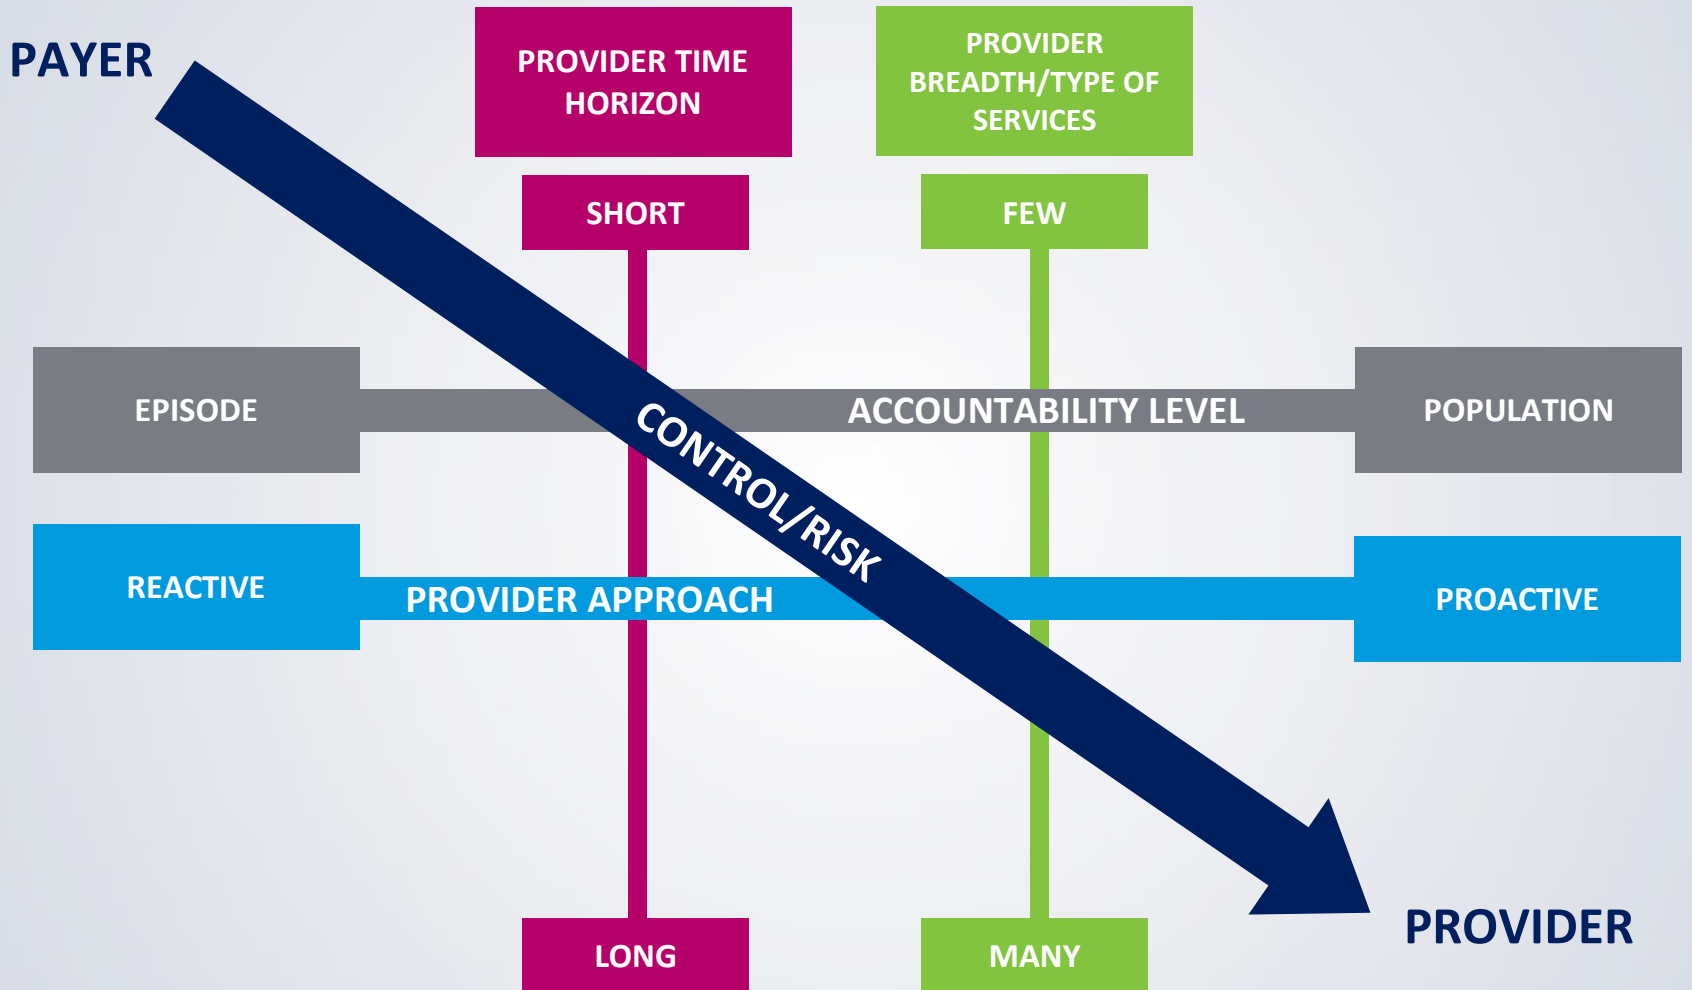 PAYER
PROVIDER TIME
HORIZON
PROVIDER
BREADTH/TYPE OF
SERVICES
SHORT
FEW
EPISODE
ACCOUNTABILITY LEVEL
POPULATION
CONTROL/RISK
REACTIVE
PROVIDER APPROACH
PROACTIVE
PROVIDER
LONG
MANY